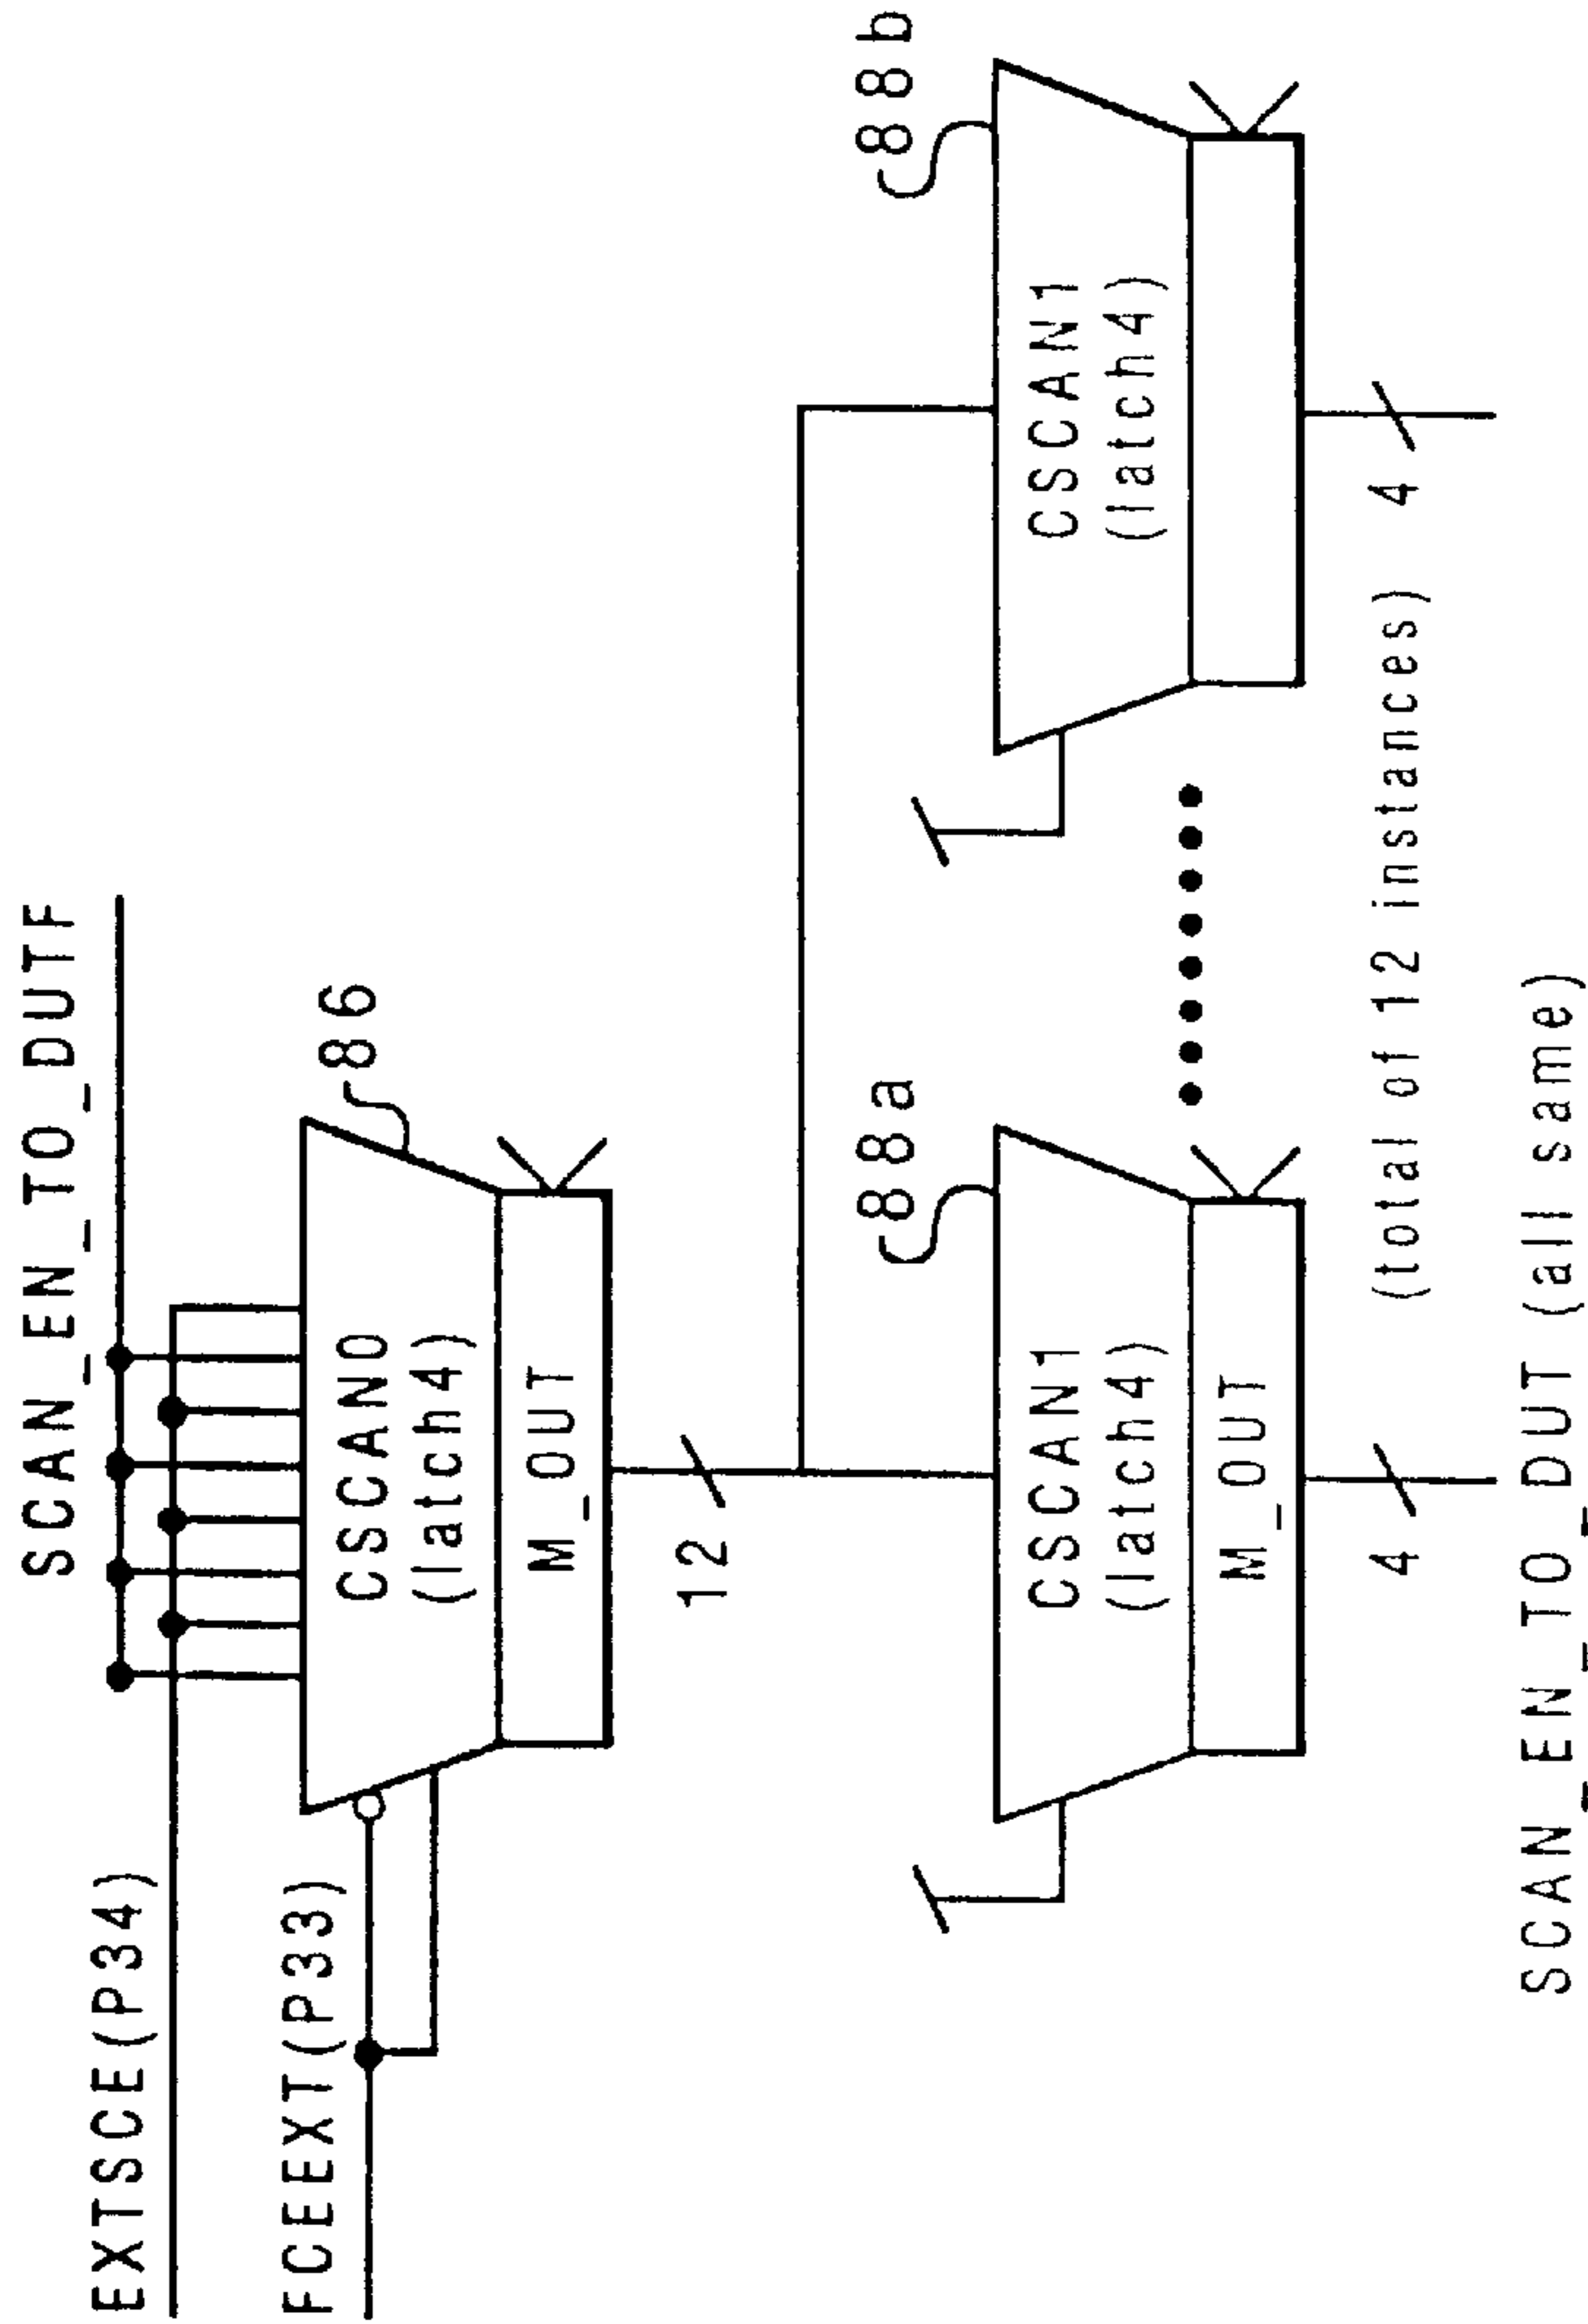 SCAN_EN_TO_DUTF
EXTSCE(P34)
FCEEXT(P33)
86
CSCAN0
(latch4)
M_OUT
12
88a
88b
CSCAN1
(latch4)
M_OUT
CSCAN1
(latch4)
4
(total of 12 instances)
4
SCAN_EN_TO_DUT (all same)